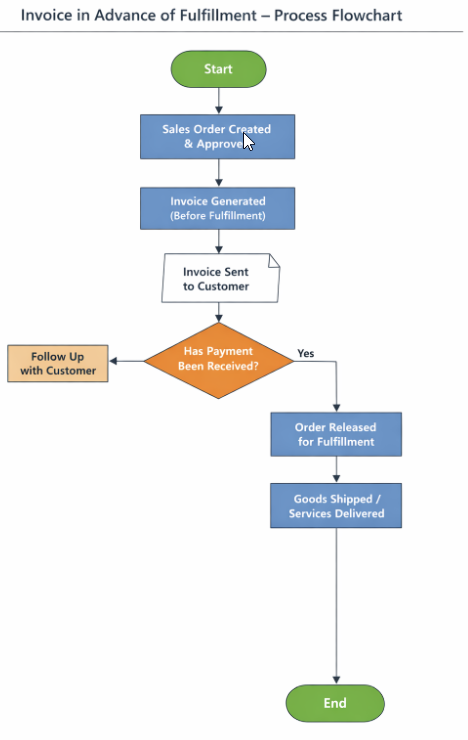 Invoice in Advance of Fulfillment – Process Flowchart
Start
Sales Order Created
& Approve
Invoice Generated
(Before Fulfillment)
Invoice Sent
to Customer
Has Payment
Been Received?
Yes
Follow Up
with Customer
Order Released
for Fulfillment
Goods Shipped /
Services Delivered
End